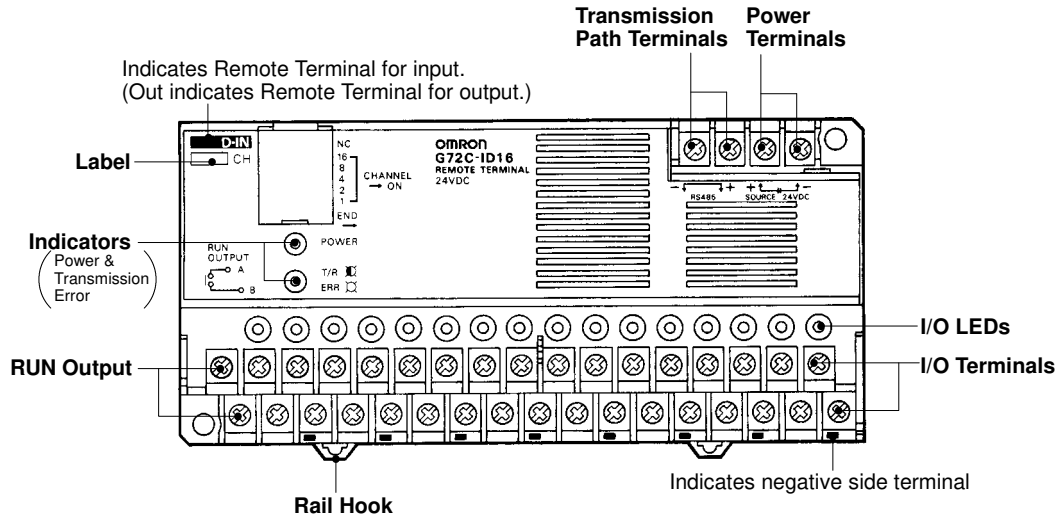 Transmission
Path Terminals
Power
Terminals
Indicates Remote Terminal for input.
(Out indicates Remote Terminal for output.)
D-IN
Label
CH
NC
16
8
4
2
1
CHANNEL
→ ON
END
→
OMRON
G72C-ID16
REMOTE TERMINAL
24VDC
– RS485 +
+ SOURCE 24VDC –
Indicators
(Power &
Transmission
Error)
POWER
RUN
OUTPUT
A
B
T/R
ERR
I/O LEDs
RUN Output
I/O Terminals
Indicates negative side terminal
Rail Hook